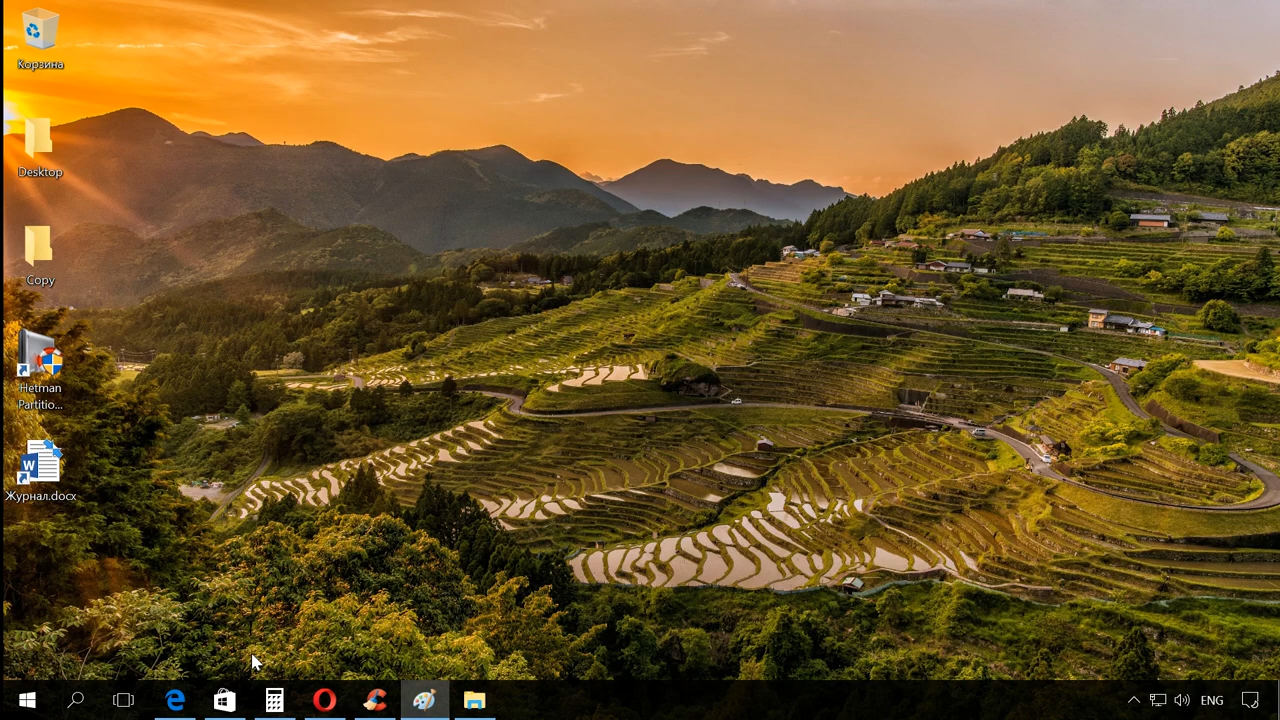 Корзина
Desktop
Copy
Hetman
Partitio...
Журнал.docx
ENG